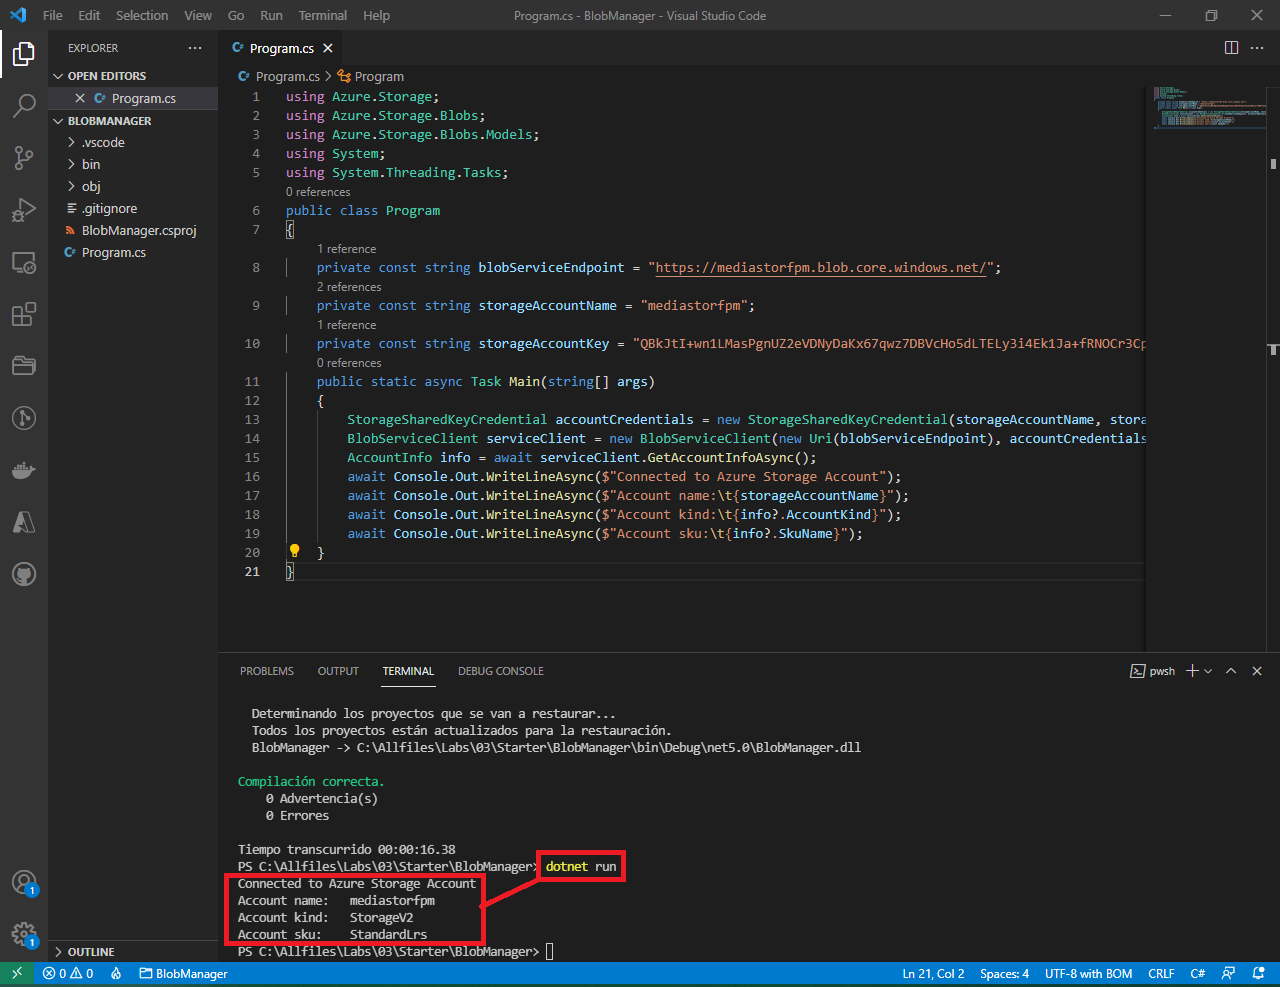 File Edit Selection View Go Run Terminal Help
Program.cs - BlobManager - Visual Studio Code
EXPLORER
OPEN EDITORS
Program.cs
BLOBMANAGER
.vscode
bin
obj
.gitignore
BlobManager.csproj
Program.cs
OUTLINE
Program.cs
Program.cs > Program
1 using Azure.Storage;
2 using Azure.Storage.Blobs;
3 using Azure.Storage.Blobs.Models;
4 using System;
5 using System.Threading.Tasks;
0 references
6 public class Program
7 {
1 reference
8 private const string blobServiceEndpoint = "https://mediastorfpm.blob.core.windows.net/";
2 references
9 private const string storageAccountName = "mediastorfpm";
1 reference
10 private const string storageAccountKey = "QBkJtI+wn1LMasPgnUZ2eVDNyDaKx67qwz7DBVcHo5dLTELy3i4Ek1Ja+fRNOCr3Cp
0 references
11 public static async Task Main(string[] args)
12 {
13 StorageSharedKeyCredential accountCredentials = new StorageSharedKeyCredential(storageAccountName, stora
14 BlobServiceClient serviceClient = new BlobServiceClient(new Uri(blobServiceEndpoint), accountCredentials
15 AccountInfo info = await serviceClient.GetAccountInfoAsync();
16 await Console.Out.WriteLineAsync($"Connected to Azure Storage Account");
17 await Console.Out.WriteLineAsync($"Account name:\t{storageAccountName}");
18 await Console.Out.WriteLineAsync($"Account kind:\t{info?.AccountKind}");
19 await Console.Out.WriteLineAsync($"Account sku:\t{info?.SkuName}");
20 }
21 }
PROBLEMS OUTPUT TERMINAL DEBUG CONSOLE
pwsh
Determinando los proyectos que se van a restaurar...
Todos los proyectos están actualizados para la restauración.
BlobManager -> C:\Allfiles\Labs\03\Starter\BlobManager\bin\Debug\net5.0\BlobManager.dll
Compilación correcta.
0 Advertencia(s)
0 Errores
Tiempo transcurrido 00:00:16.38
PS C:\Allfiles\Labs\03\Starter\BlobManager> dotnet run
Connected to Azure Storage Account
Account name: mediastorfpm
Account kind: StorageV2
Account sku: StandardLrs
PS C:\Allfiles\Labs\03\Starter\BlobManager>
1
1
0 0 BlobManager
Ln 21, Col 2 Spaces: 4 UTF-8 with BOM CRLF C#